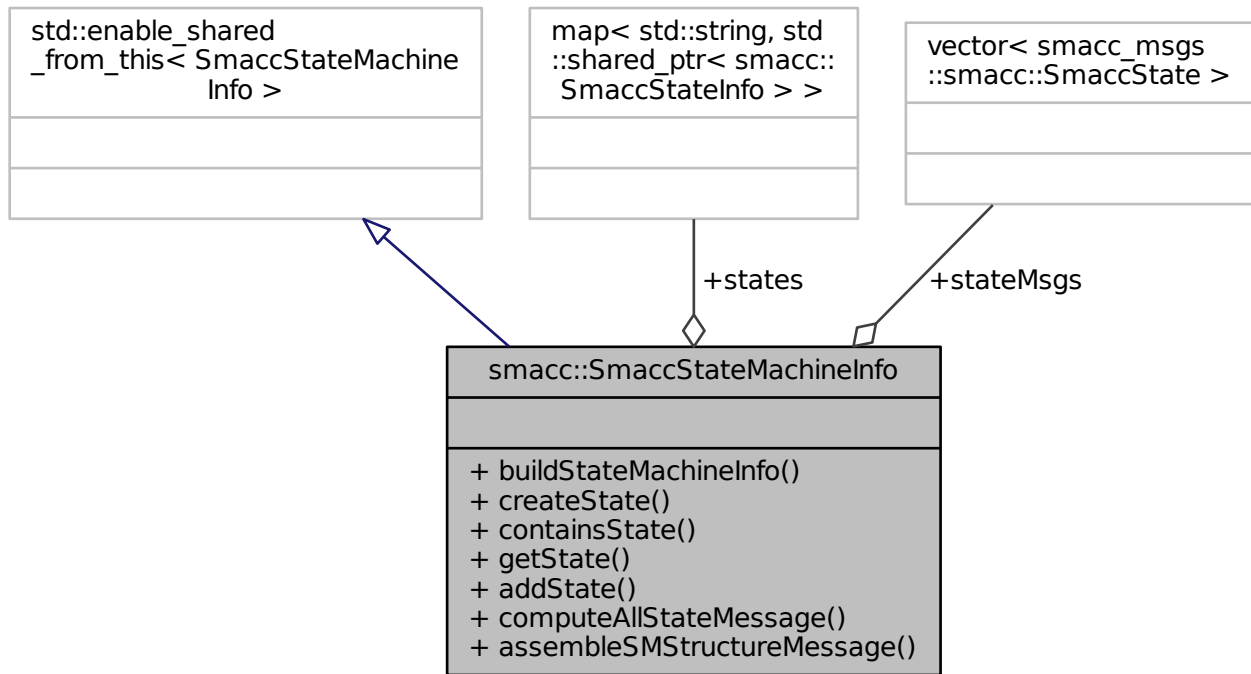 std::enable_shared
_from_this< SmaccStateMachine
Info >
map< std::string, std
::shared_ptr< smacc::
SmaccStateInfo > >
vector< smacc_msgs
::smacc::SmaccState >
+states
+stateMsgs
smacc::SmaccStateMachineInfo
+ buildStateMachineInfo()
+ createState()
+ containsState()
+ getState()
+ addState()
+ computeAllStateMessage()
+ assembleSMStructureMessage()